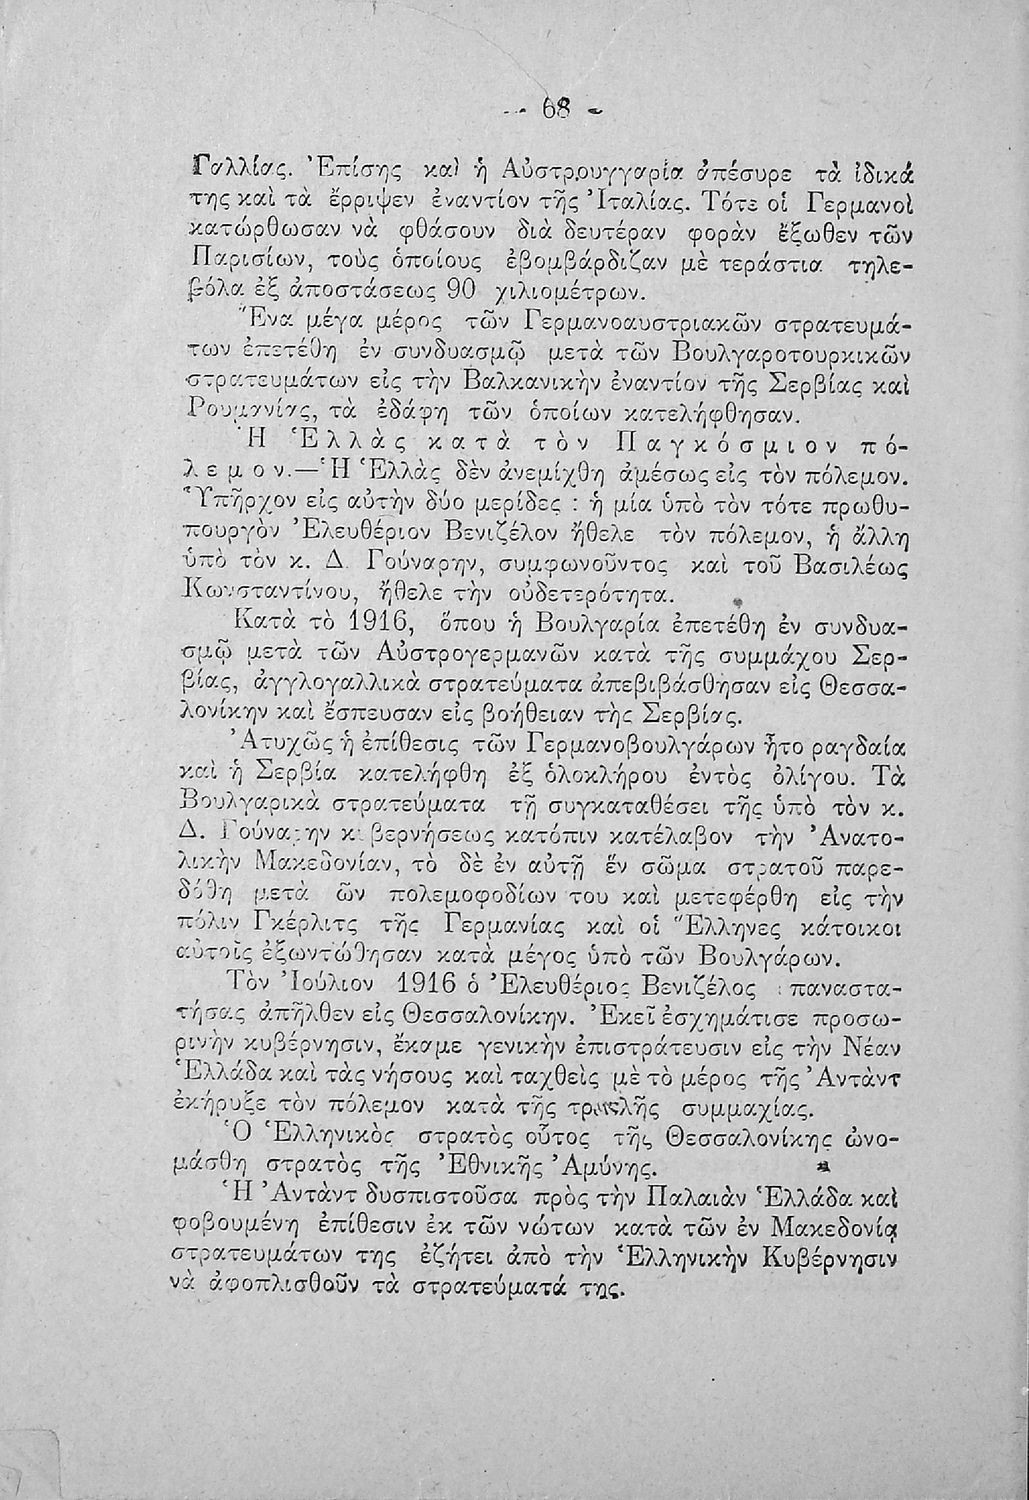 - 68 -
Γαλλίας. Ἐπίσης καὶ ἡ Αὐστρουγγαρία ἀπέσυρε τὰ ἰδικά
της καὶ τὰ ἔρριψεν ἐναντίον τῆς Ἰταλίας. Τότε οἱ Γερμανοὶ
κατώρθωσαν νὰ φθάσουν διὰ δευτέραν φορὰν ἔξωθεν τῶν
Παρισίων, τοὺς ὁποίους ἐβομβάρδιζαν μὲ τεράστια τηλε-
βόλα ἐξ ἀποστάσεως 90 χιλιομέτρων.
Ἕνα μέγα μέρος τῶν Γερμανοαυστριακῶν στρατευμά-
των ἐπετέθη ἐν συνδυασμῷ μετὰ τῶν Βουλγαροτουρκικῶν
στρατευμάτων εἰς τὴν Βαλκανικὴν ἐναντίον τῆς Σερβίας καὶ
Ρουμανίας, τὰ ἐδάφη τῶν ὁποίων κατελήφθησαν.
Ἡ Ἑλλὰς κατὰ τὸν Παγκόσμιον πό-
λεμον.—Ἡ Ἑλλὰς δὲν ἀνεμίχθη ἀμέσως εἰς τὸν πόλεμον.
Ὑπῆρχον εἰς αὐτὴν δύο μερίδες : ἡ μία ὑπὸ τὸν τότε πρωθυ-
πουργὸν Ἐλευθέριον Βενιζέλον ἤθελε τὸν πόλεμον, ἡ ἄλλη
ὑπὸ τὸν κ. Δ. Γούναρην, συμφωνοῦντος καὶ τοῦ Βασιλέως
Κωνσταντίνου, ἤθελε τὴν οὐδετερότητα.
Κατὰ τὸ 1916, ὅπου ἡ Βουλγαρία ἐπετέθη ἐν συνδυα-
σμῷ μετὰ τῶν Αὐστρογερμανῶν κατὰ τῆς συμμάχου Σερ-
βίας, ἀγγλογαλλικὰ στρατεύματα ἀπεβιβάσθησαν εἰς Θεσσα-
λονίκην καὶ ἔσπευσαν εἰς βοήθειαν τὴς Σερβίας.
Ἀτυχῶς ἡ ἐπίθεσις τῶν Γερμανοβουλγάρων ἦτο ραγδαία
καὶ ἡ Σερβία κατελήφθη ἐξ ὁλοκλήρου ἐντὸς ὀλίγου. Τὰ
Βουλγαρικὰ στρατεύματα τῇ συγκαταθέσει τῆς ὑπὸ τὸν κ.
Δ. Γούναρην κυβερνήσεως κατόπιν κατέλαβον τὴν Ἀνατο-
λικὴν Μακεδονίαν, τὸ δὲ ἐν αὐτῇ ἓν σῶμα στρατοῦ παρε-
δόθη μετὰ ῶν πολεμοφοδίων του καὶ μετεφέρθη εἰς τὴν
πόλιν Γκέρλιτς τῆς Γερμανίας καὶ οἱ Ἕλληνες κάτοικοι
αὐτοῖς ἐξωντώθησαν κατὰ μέγος ὑπὸ τῶν Βουλγάρων.
Τὸν Ἰούλιον 1916 ὁ Ἐλευθέριος Βενιζέλος παναστα-
τήσας ἀπῆλθεν εἰς Θεσσαλονίκην. Ἐκεῖ ἐσχημάτισε προσω-
ρινὴν κυβέρνησιν, ἔκαμε γενικὴν ἐπιστράτευσιν εἰς τὴν Νέαν
Ἑλλάδα καὶ τὰς νήσους καὶ ταχθεὶς μὲ τὸ μέρος τῆς Ἀντὰντ
ἐκήρυξε τὸν πόλεμον κατὰ τῆς τριπλῆς συμμαχίας.
Ὁ Ἑλληνικὸς στρατὸς οὗτος τῆς Θεσσαλονίκης ὠνο-
μάσθη στρατὸς τῆς Ἐθνικῆς Ἀμύνης.
Ἡ Ἀντὰντ δυσπιστοῦσα πρὸς τὴν Παλαιὰν Ἑλλάδα καὶ
φοβουμένη ἐπίθεσιν ἐκ τῶν νώτων κατὰ τῶν ἐν Μακεδονίᾳ
στρατευμάτων της ἐζήτει ἀπὸ τὴν Ἑλληνικὴν Κυβέρνησιν
νὰ ἀφοπλισθοῦν τὰ στρατεύματά της.